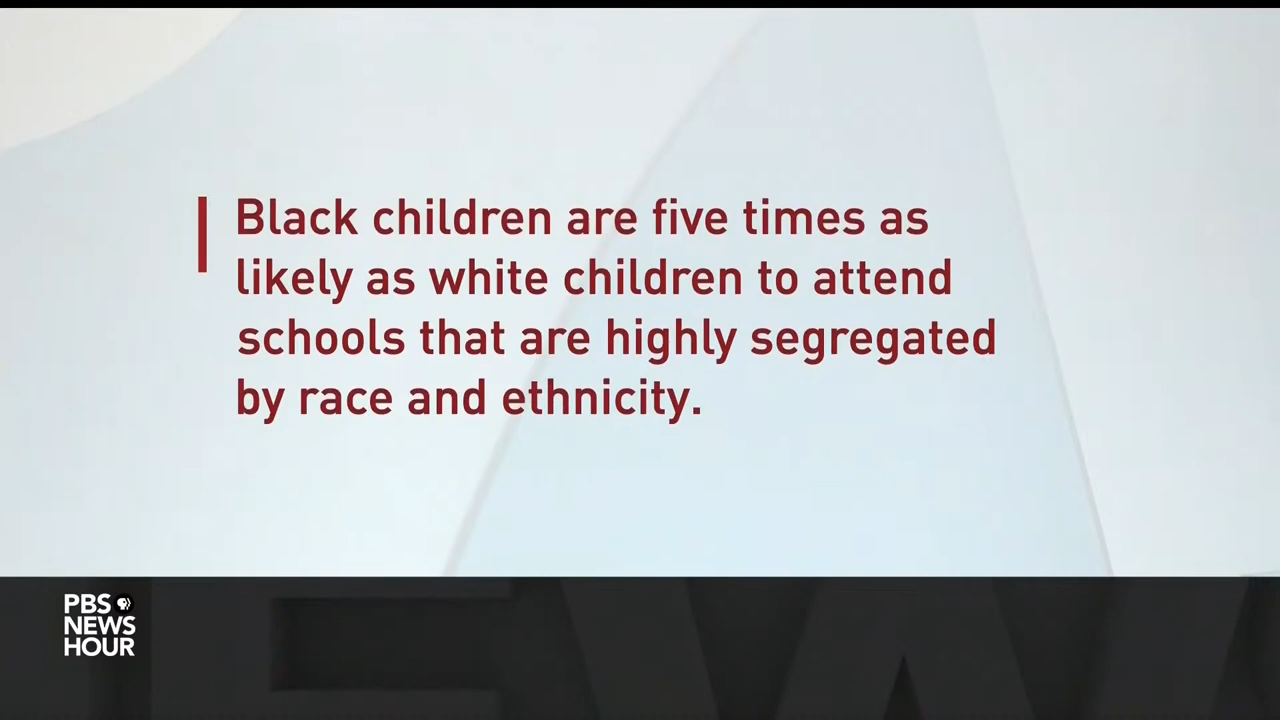 Black children are five times as
likely as white children to attend
schools that are highly segregated
by race and ethnicity.
PBS
NEWS
HOUR